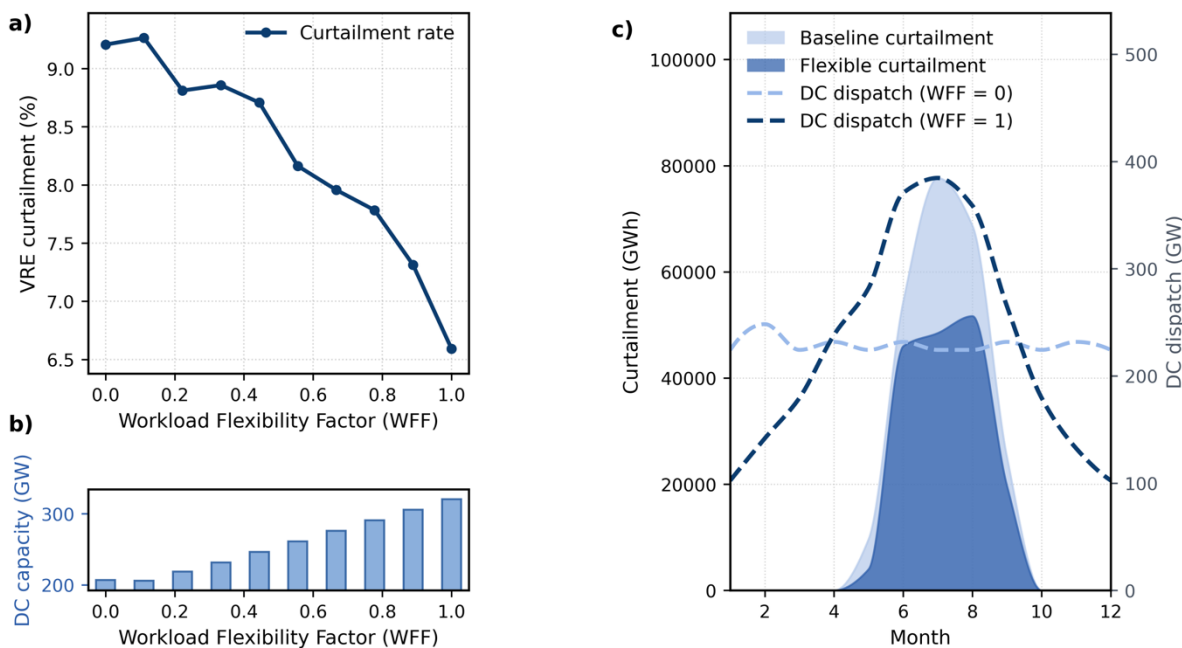 a)
Curtailment rate
9.0
8.5
8.0
7.5
7.0
6.5
VRE curtailment (%)
0.0 0.2 0.4 0.6 0.8 1.0
Workload Flexibility Factor (WFF)
b)
300
200
DC capacity (GW)
0.0 0.2 0.4 0.6 0.8 1.0
Workload Flexibility Factor (WFF)
c)
Baseline curtailment
Flexible curtailment
DC dispatch (WFF = 0)
DC dispatch (WFF = 1)
100000
80000
60000
40000
20000
0
Curtailment (GWh)
500
400
300
200
100
0
DC dispatch (GW)
2 4 6 8 10 12
Month